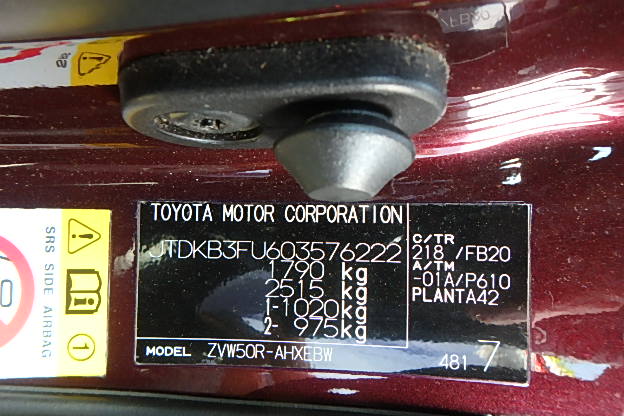 TOYOTA MOTOR CORPORATION
JTDKB3FU603576222
1790 kg
2515 kg
1-1020kg
2- 975kg
C/TR
218 /FB20
A/TM
-01A/P610
PLANTA42
MODEL ZVW50R-AHXEBW
481 7
SRS SIDE AIRBAG